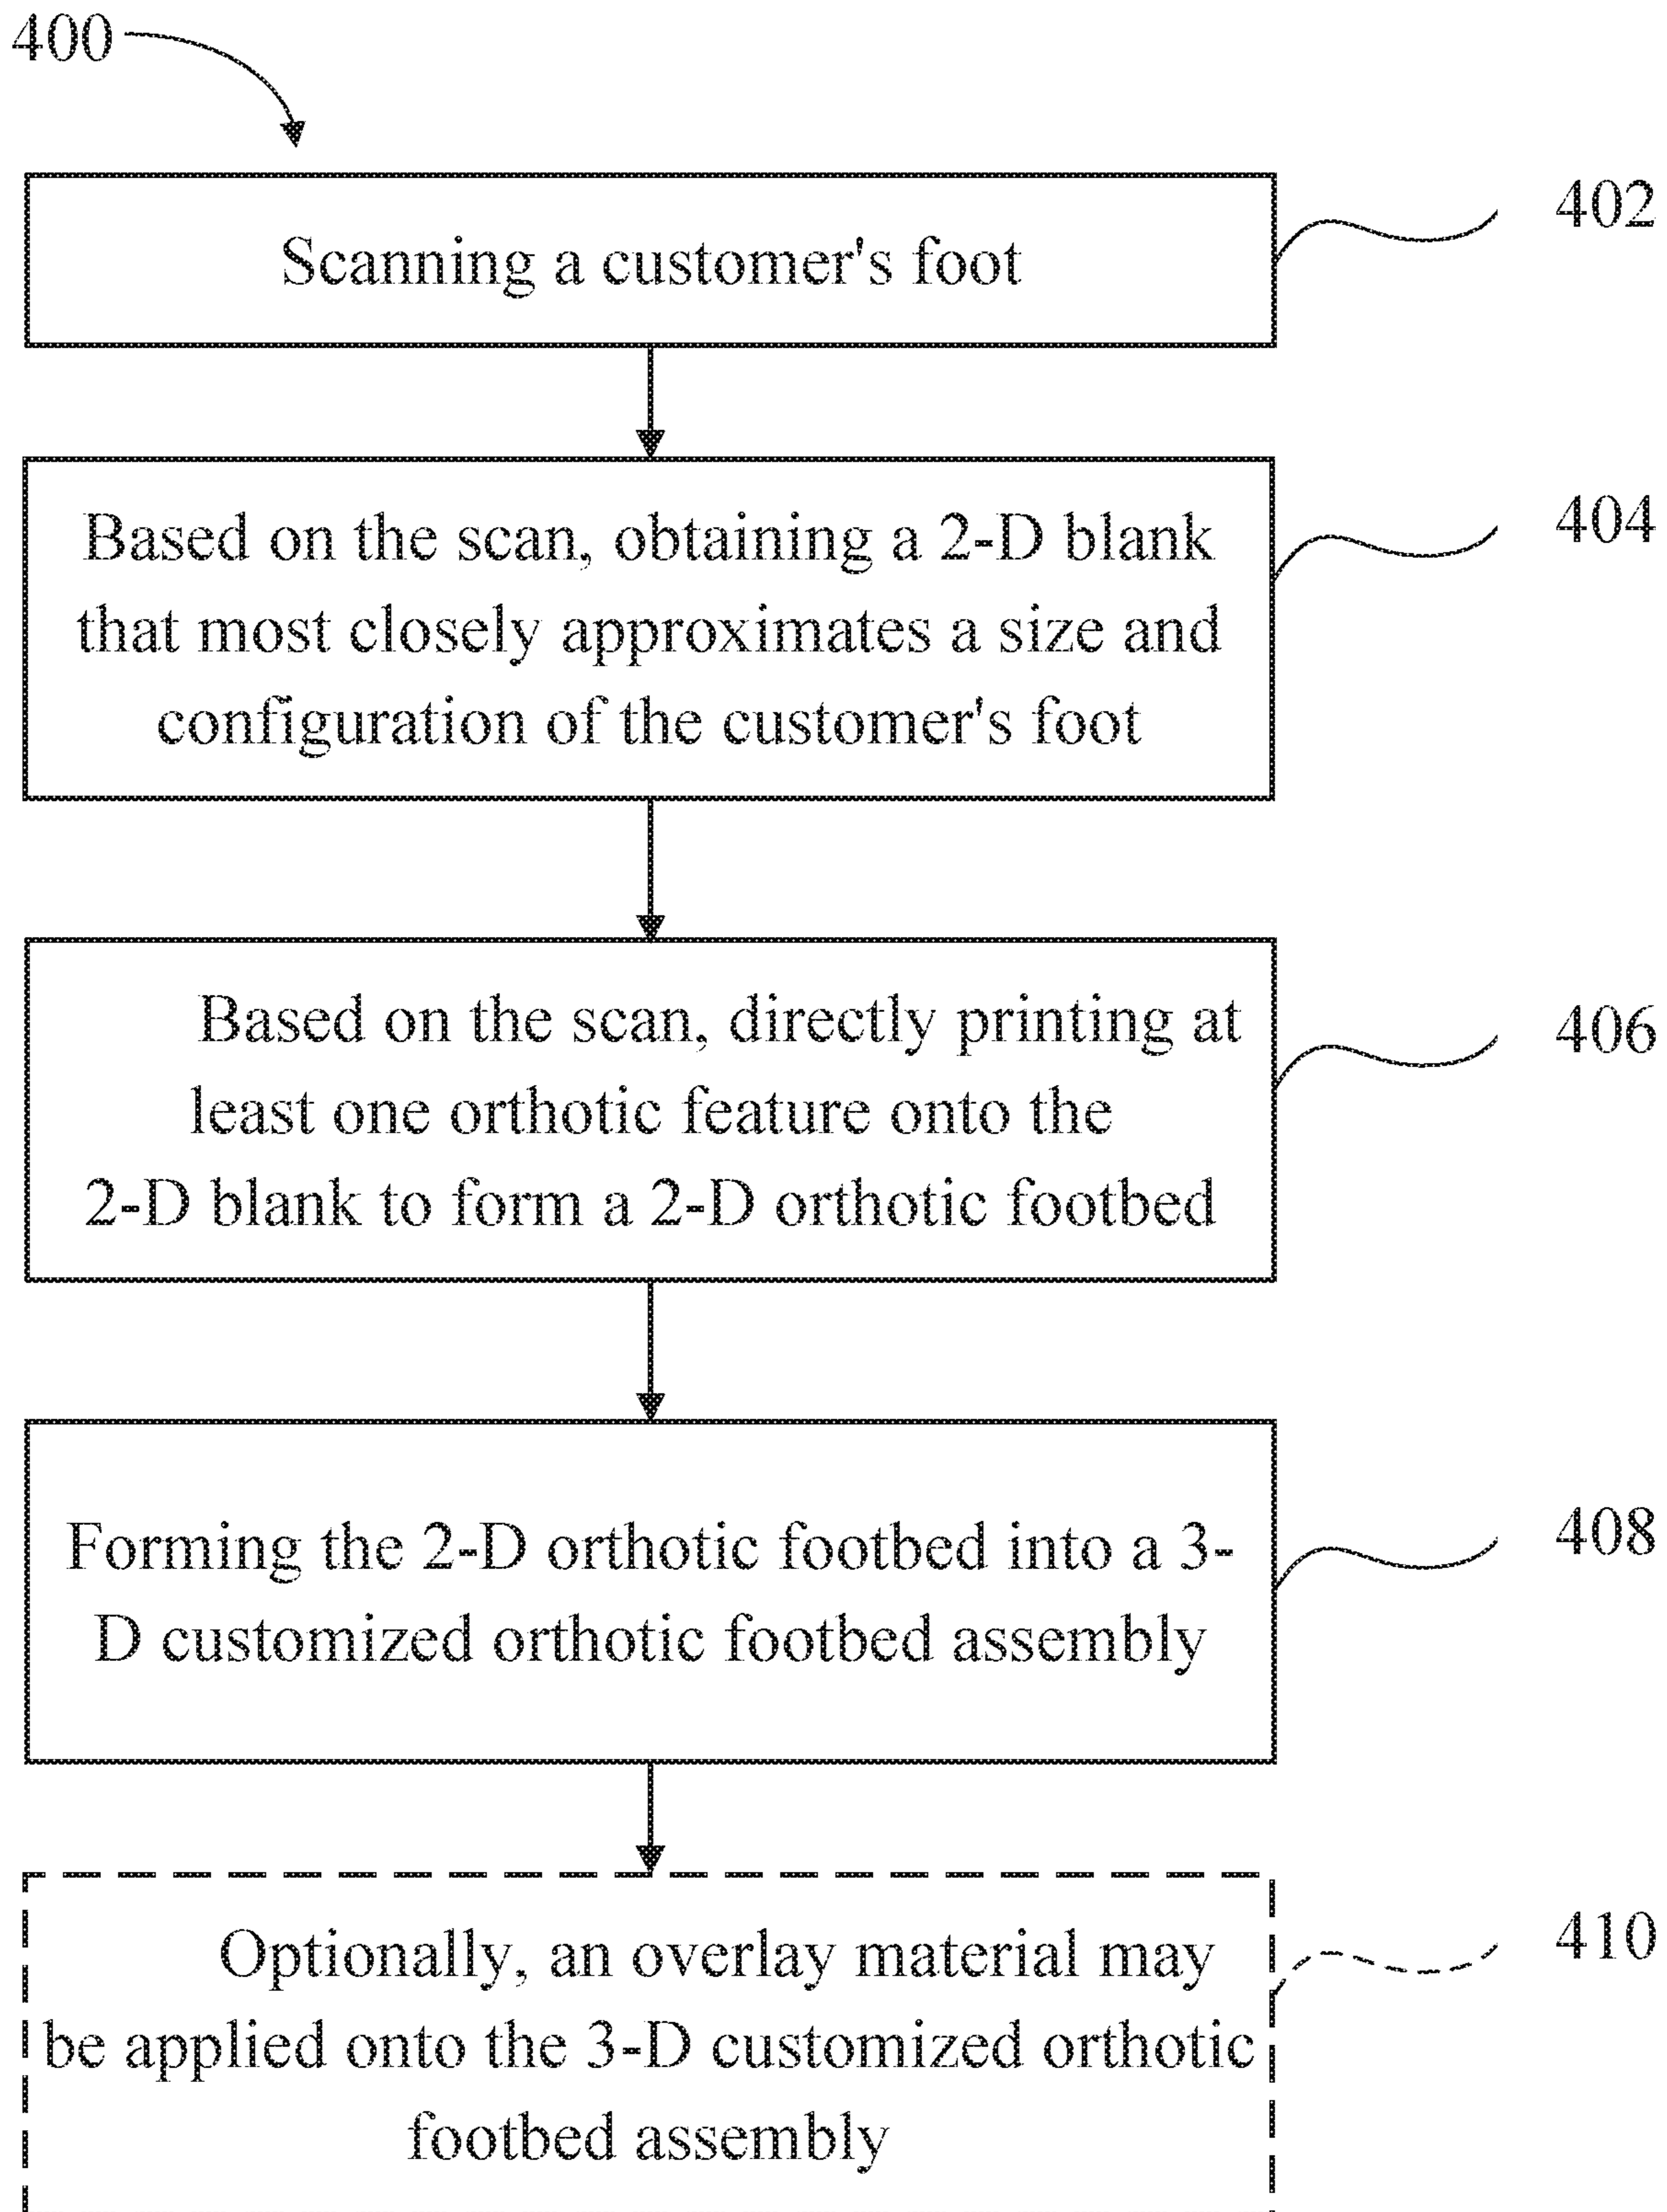 400
Scanning a customer's foot
402
Based on the scan, obtaining a 2-D blank
that most closely approximates a size and
configuration of the customer's foot
404
Based on the scan, directly printing at
least one orthotic feature onto the
2-D blank to form a 2-D orthotic footbed
406
Forming the 2-D orthotic footbed into a 3-
D customized orthotic footbed assembly
408
Optionally, an overlay material may
be applied onto the 3-D customized orthotic
footbed assembly
410